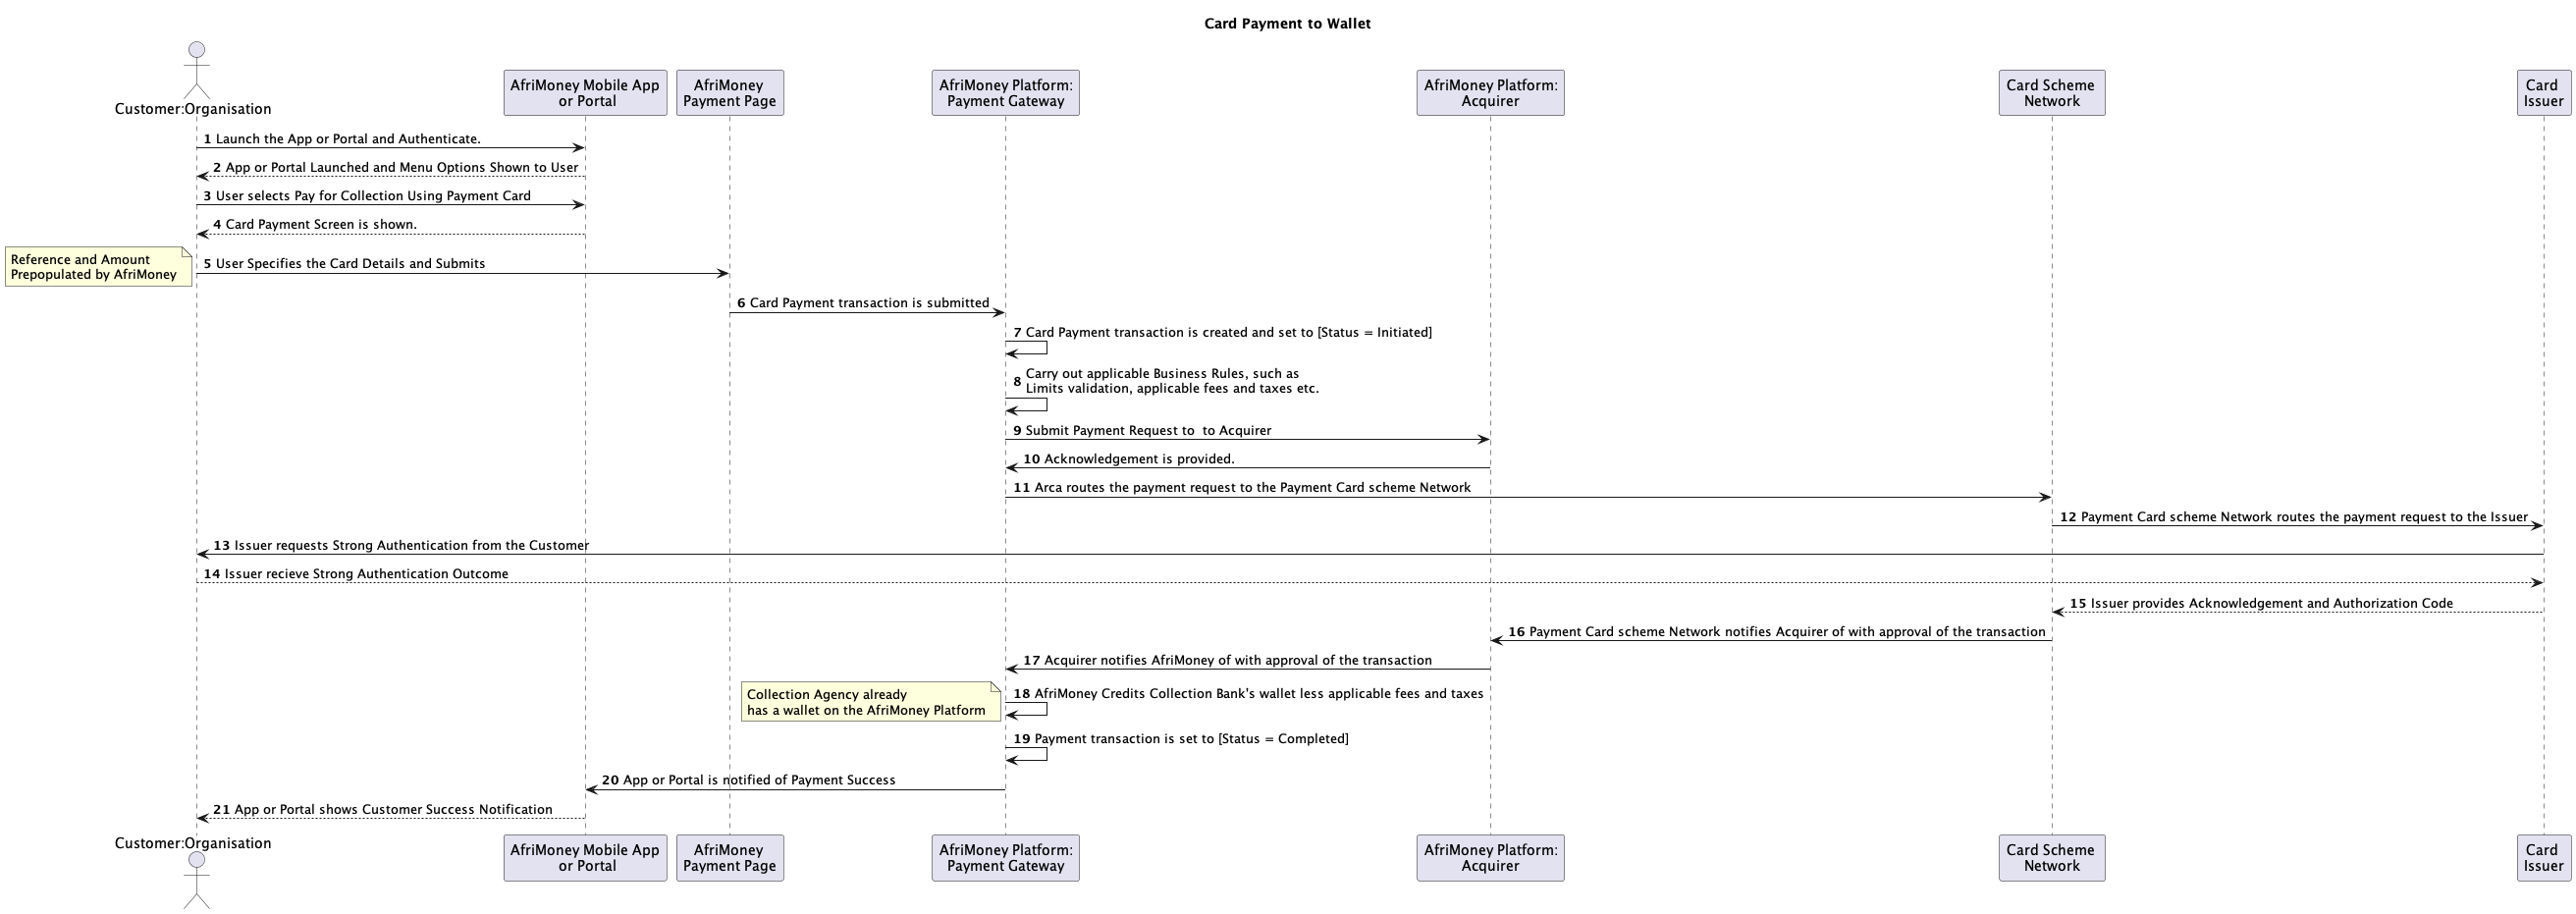 Card Payment to Wallet
Customer:Organisation
AfriMoney Mobile App
or Portal
AfriMoney
Payment Page
AfriMoney Platform:
Payment Gateway
AfriMoney Platform:
Acquirer
Card Scheme
Network
Card
Issuer
1 Launch the App or Portal and Authenticate.
2 App or Portal Launched and Menu Options Shown to User
3 User selects Pay for Collection Using Payment Card
4 Card Payment Screen is shown.
Reference and Amount
Prepopulated by AfriMoney
5 User Specifies the Card Details and Submits
6 Card Payment transaction is submitted
7 Card Payment transaction is created and set to [Status = Initiated]
8 Carry out applicable Business Rules, such as
Limits validation, applicable fees and taxes etc.
9 Submit Payment Request to  to Acquirer
10 Acknowledgement is provided.
11 Arca routes the payment request to the Payment Card scheme Network
12 Payment Card scheme Network routes the payment request to the Issuer
13 Issuer requests Strong Authentication from the Customer
14 Issuer recieve Strong Authentication Outcome
15 Issuer provides Acknowledgement and Authorization Code
16 Payment Card scheme Network notifies Acquirer of with approval of the transaction
17 Acquirer notifies AfriMoney of with approval of the transaction
Collection Agency already
has a wallet on the AfriMoney Platform
18 AfriMoney Credits Collection Bank's wallet less applicable fees and taxes
19 Payment transaction is set to [Status = Completed]
20 App or Portal is notified of Payment Success
21 App or Portal shows Customer Success Notification
Customer:Organisation
AfriMoney Mobile App
or Portal
AfriMoney
Payment Page
AfriMoney Platform:
Payment Gateway
AfriMoney Platform:
Acquirer
Card Scheme
Network
Card
Issuer